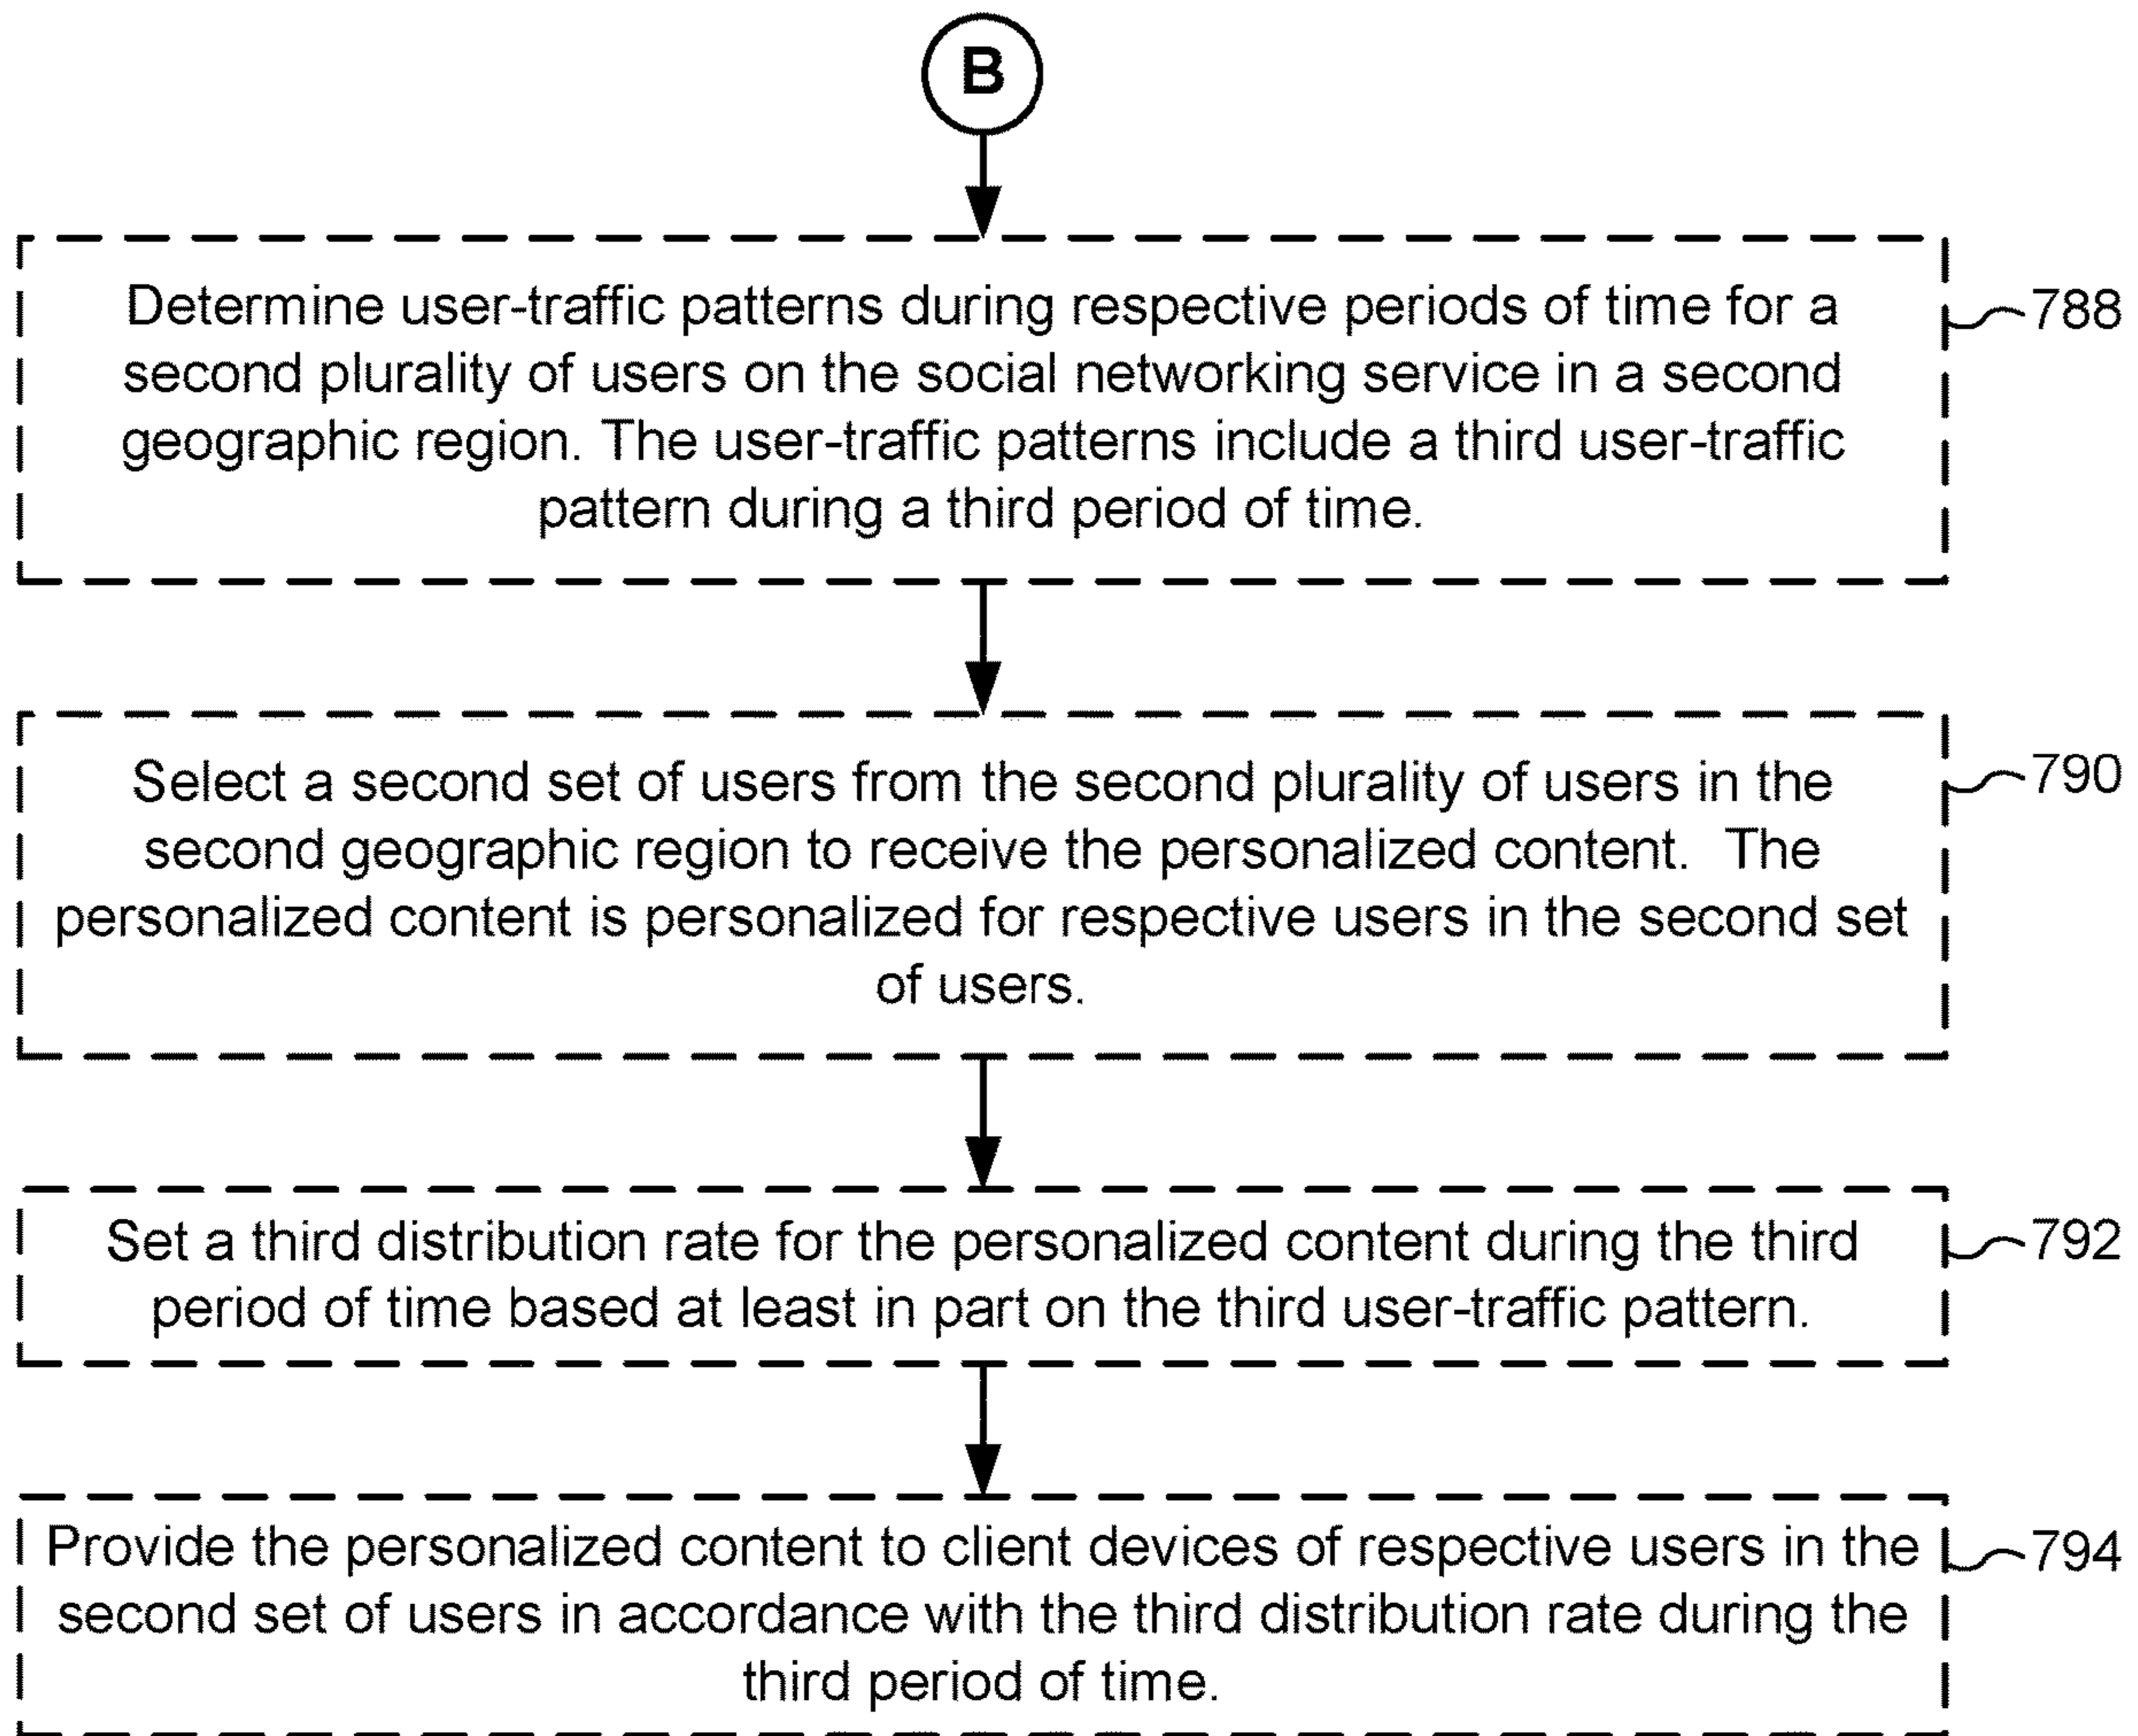 B
Determine user-traffic patterns during respective periods of time for a
second plurality of users on the social networking service in a second
geographic region. The user-traffic patterns include a third user-traffic
pattern during a third period of time.
788
Select a second set of users from the second plurality of users in the
second geographic region to receive the personalized content. The
personalized content is personalized for respective users in the second set
of users.
790
Set a third distribution rate for the personalized content during the third
period of time based at least in part on the third user-traffic pattern.
792
Provide the personalized content to client devices of respective users in the
second set of users in accordance with the third distribution rate during the
third period of time.
794